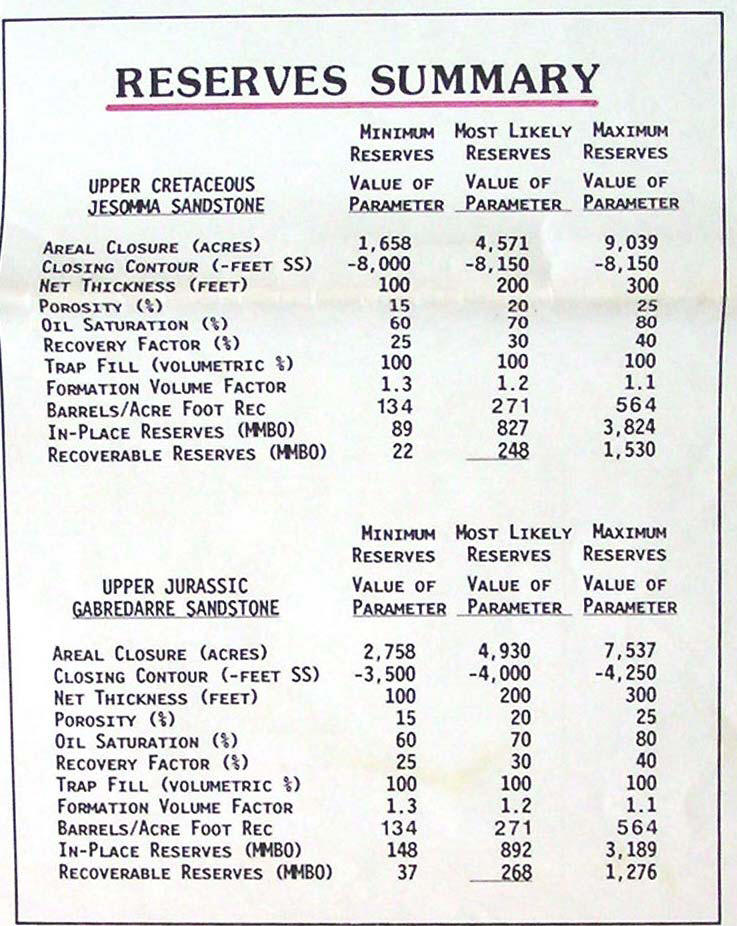 RESERVES SUMMARY
MINIMUM MOST LIKELY MAXIMUM
RESERVES RESERVES RESERVES
UPPER CRETACEOUS VALUE OF VALUE OF VALUE OF
JESOMMA SANDSTONE PARAMETER PARAMETER PARAMETER
AREAL CLOSURE (ACRES) 1,658 4,571 9,039
CLOSING CONTOUR (-FEET SS) -8,000 -8,150 -8,150
NET THICKNESS (FEET) 100 200 300
POROSITY (%) 15 20 25
OIL SATURATION (%) 60 70 80
RECOVERY FACTOR (%) 25 30 40
TRAP FILL (VOLUMETRIC %) 100 100 100
FORMATION VOLUME FACTOR 1.3 1.2 1.1
BARRELS/ACRE FOOT REC 134 271 564
IN-PLACE RESERVES (MMBO) 89 827 3,824
RECOVERABLE RESERVES (MMBO) 22 248 1,530
MINIMUM MOST LIKELY MAXIMUM
RESERVES RESERVES RESERVES
UPPER JURASSIC VALUE OF VALUE OF VALUE OF
GABREDARRE SANDSTONE PARAMETER PARAMETER PARAMETER
AREAL CLOSURE (ACRES) 2,758 4,930 7,537
CLOSING CONTOUR (-FEET SS) -3,500 -4,000 -4,250
NET THICKNESS (FEET) 100 200 300
POROSITY (%) 15 20 25
OIL SATURATION (%) 60 70 80
RECOVERY FACTOR (%) 25 30 40
TRAP FILL (VOLUMETRIC %) 100 100 100
FORMATION VOLUME FACTOR 1.3 1.2 1.1
BARRELS/ACRE FOOT REC 134 271 564
IN-PLACE RESERVES (MMBO) 148 892 3,189
RECOVERABLE RESERVES (MMBO) 37 268 1,276